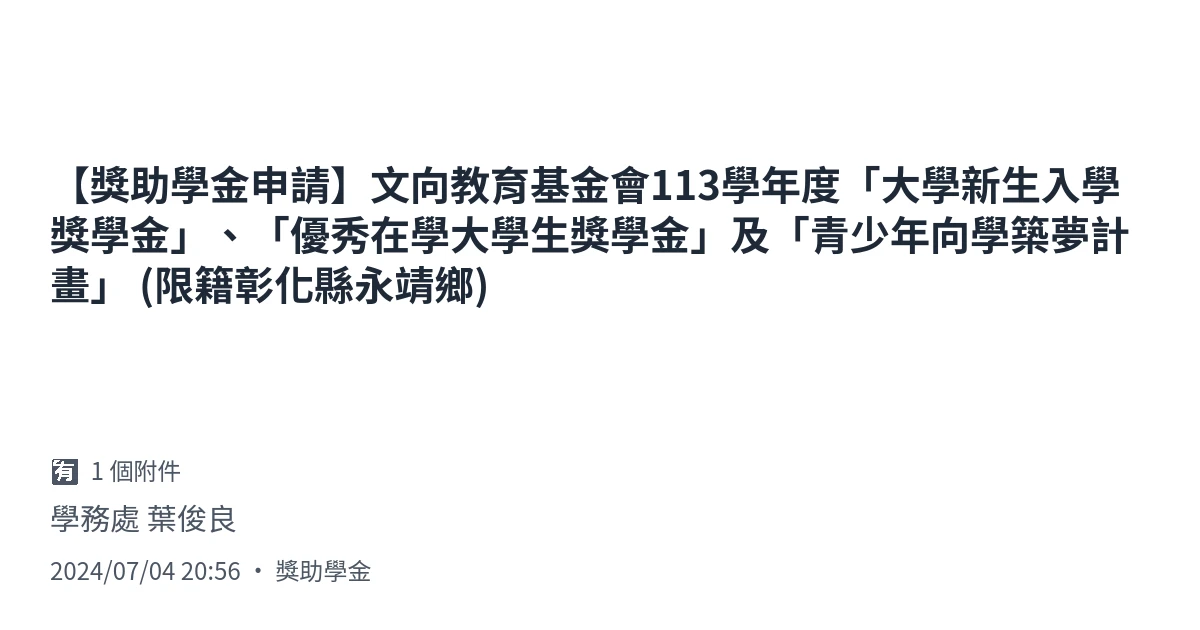 【獎助學金申請】文向教育基金會113學年度「大學新生入學
獎學金」、「優秀在學大學生獎學金」及「青少年向學築夢計
畫」 (限籍彰化縣永靖鄉)
有 1 個附件
學務處 葉俊良
2024/07/04 20:56 • 獎助學金